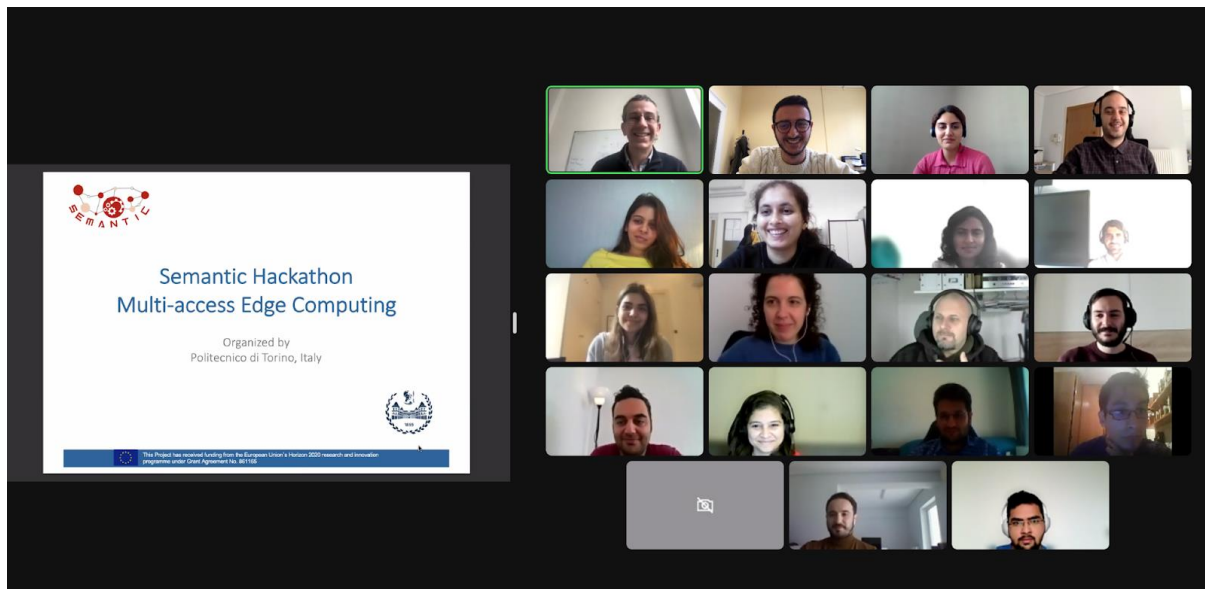 SEMANTIC
Semantic Hackathon
Multi-access Edge Computing
Organized by
Politecnico di Torino, Italy
1859
This Project has received funding from the European Union's Horizon 2020 research and innovation
programme under Grant Agreement No. 861165